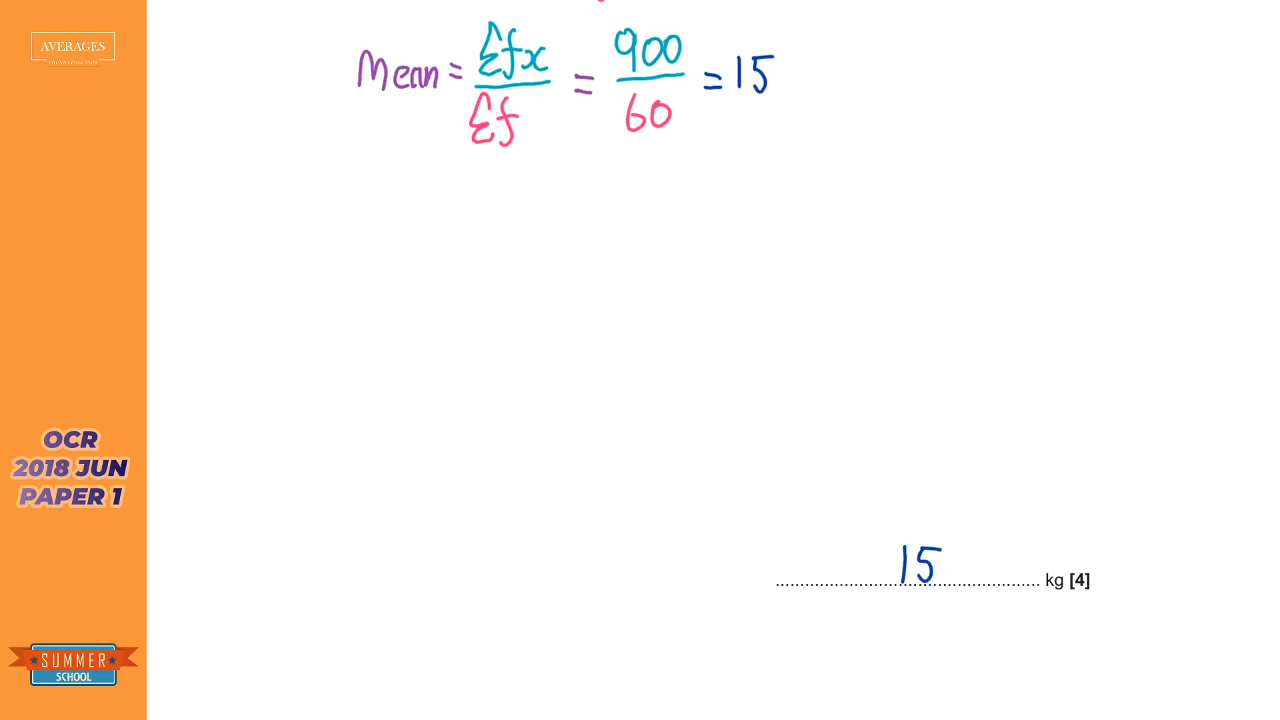 AVERAGES
Mean = Σfx / Σf = 900 / 60 = 15
OCR
2018 JUN
PAPER 1
15
kg [4]
SUMMER
SCHOOL